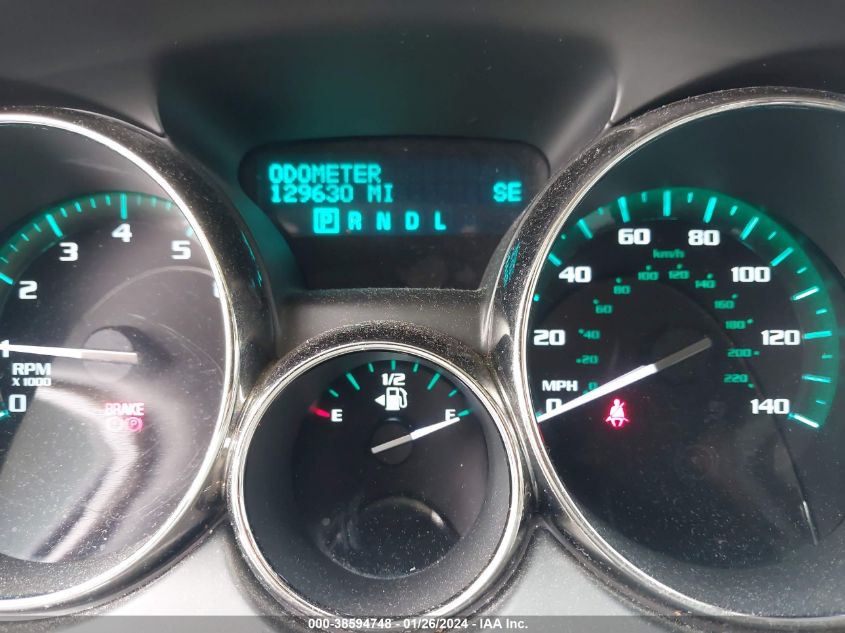 ODOMETER
129630 MI SE
P R N D L
0
2
3
4
5
RPM
X 1000
BRAKE
E 1/2 E
0 20 40 60 80 100 120 140
MPH
km/h
0 20 40 60 80 100 120 140 160 180 200 220
000-38594748 - 01/26/2024 - IAA Inc.